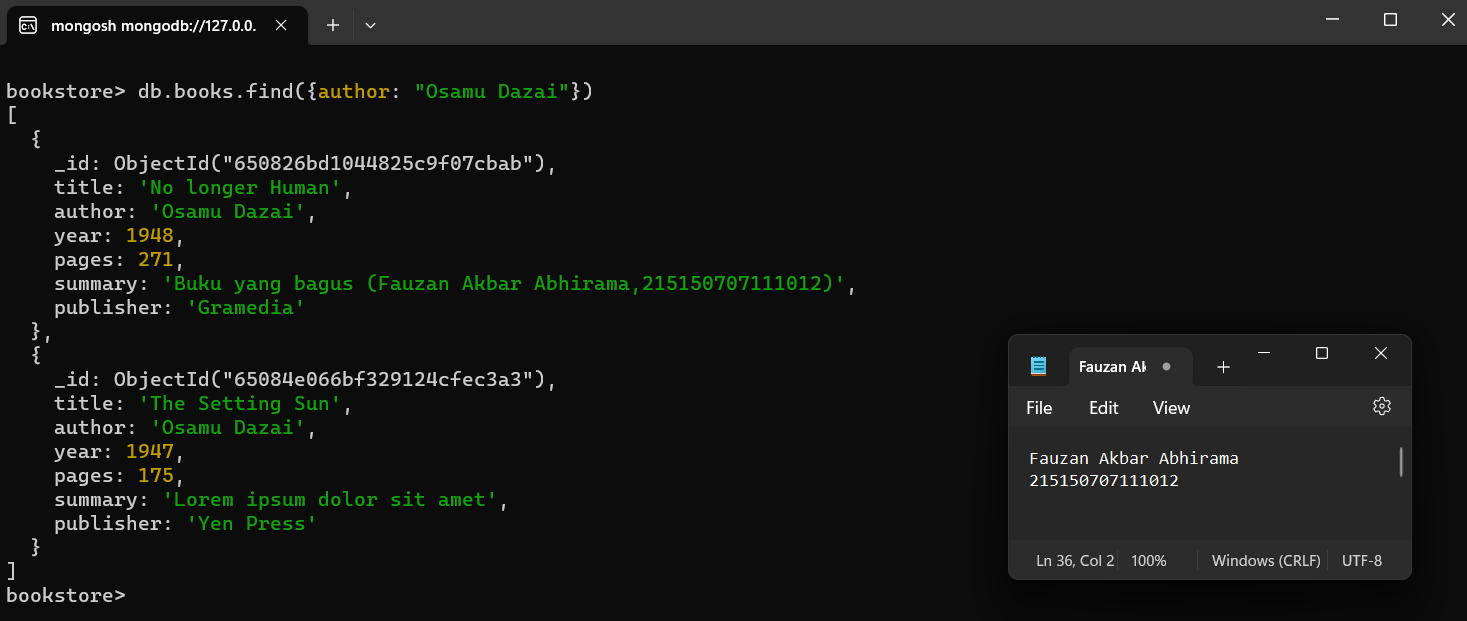 mongosh mongodb://127.0.0.
bookstore> db.books.find({author: "Osamu Dazai"})
[
  {
    _id: ObjectId("650826bd1044825c9f07cbab"),
    title: 'No longer Human',
    author: 'Osamu Dazai',
    year: 1948,
    pages: 271,
    summary: 'Buku yang bagus (Fauzan Akbar Abhirama,215150707111012)',
    publisher: 'Gramedia'
  },
  {
    _id: ObjectId("65084e066bf329124cfec3a3"),
    title: 'The Setting Sun',
    author: 'Osamu Dazai',
    year: 1947,
    pages: 175,
    summary: 'Lorem ipsum dolor sit amet',
    publisher: 'Yen Press'
  }
]
bookstore>
Fauzan Ak
File Edit View
Fauzan Akbar Abhirama
215150707111012
Ln 36, Col 2 100% Windows (CRLF) UTF-8